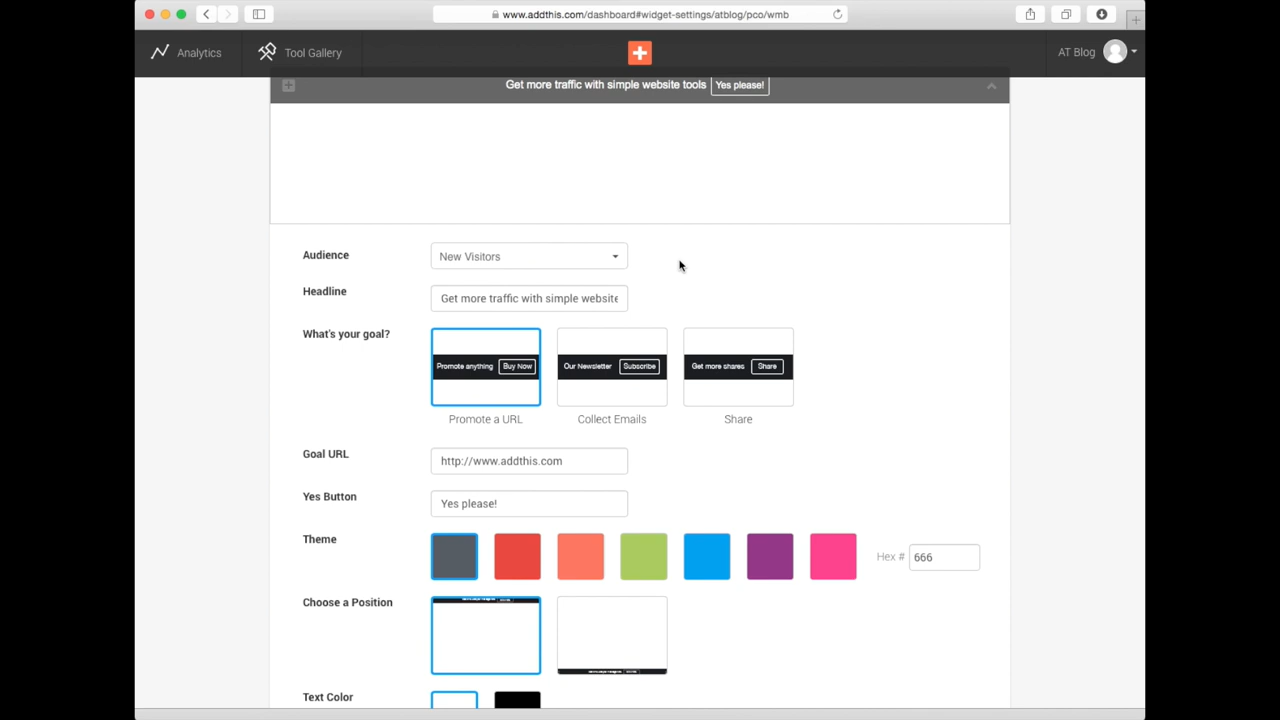 www.addthis.com/dashboard#widget-settings/atblog/pco/wmb
Analytics
Tool Gallery
AT Blog
Get more traffic with simple website tools Yes please!
Audience
New Visitors
Headline
Get more traffic with simple website
What's your goal?
Promote anything Buy Now
Our Newsletter Subscribe
Get more shares Share
Promote a URL
Collect Emails
Share
Goal URL
http://www.addthis.com
Yes Button
Yes please!
Theme
Hex # 666
Choose a Position
Text Color